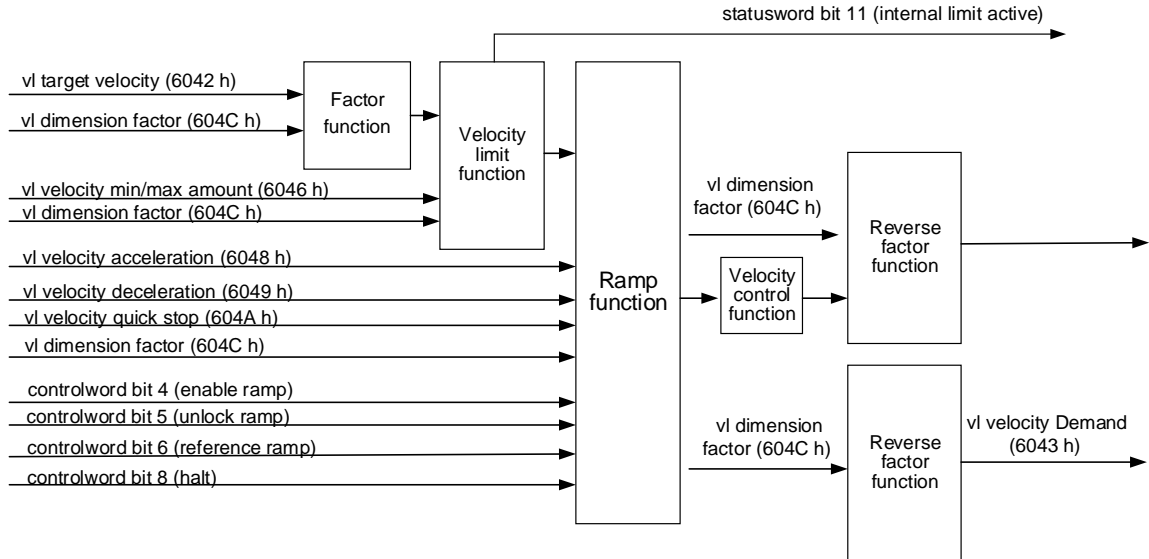 statusword bit 11 (internal limit active)
vl target velocity (6042 h)
vl dimension factor (604C h)
Factor
function
Velocity
limit
function
vl velocity min/max amount (6046 h)
vl dimension factor (604C h)
vl velocity acceleration (6048 h)
vl velocity deceleration (6049 h)
vl velocity quick stop (604A h)
vl dimension factor (604C h)
controlword bit 4 (enable ramp)
controlword bit 5 (unlock ramp)
controlword bit 6 (reference ramp)
controlword bit 8 (halt)
Ramp
function
vl dimension
factor (604C h)
Velocity
control
function
Reverse
factor
function
vl dimension
factor (604C h)
Reverse
factor
function
vl velocity Demand
(6043 h)